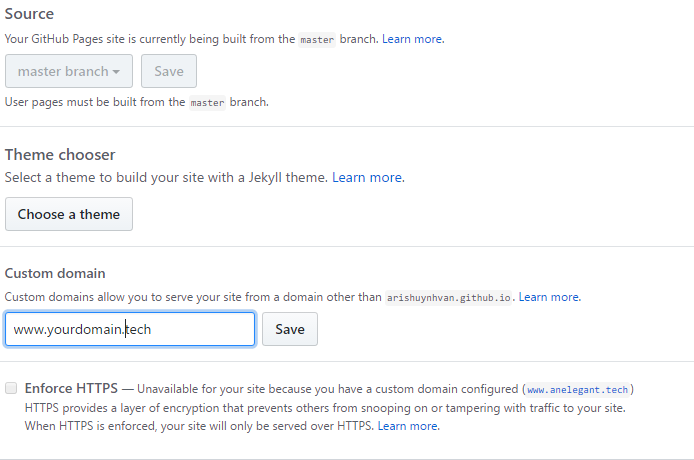 Source
Your GitHub Pages site is currently being built from the master branch. Learn more.
master branch
Save
User pages must be built from the master branch.
Theme chooser
Select a theme to build your site with a Jekyll theme. Learn more.
Choose a theme
Custom domain
Custom domains allow you to serve your site from a domain other than arishuynhvan.github.io. Learn more.
www.yourdomain.tech
Save
Enforce HTTPS — Unavailable for your site because you have a custom domain configured (www.anelegant.tech)
HTTPS provides a layer of encryption that prevents others from snooping on or tampering with traffic to your site.
When HTTPS is enforced, your site will only be served over HTTPS. Learn more.